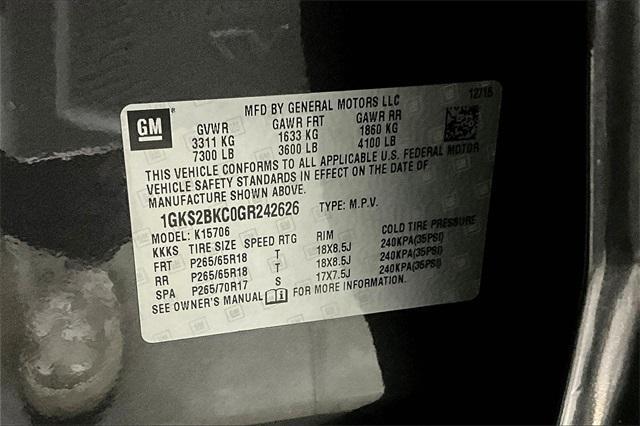 MFD BY GENERAL MOTORS LLC 12/15
GM
GVWR GAWR FRT GAWR RR
3311 KG 1633 KG 1860 KG
7300 LB 3600 LB 4100 LB
THIS VEHICLE CONFORMS TO ALL APPLICABLE U.S. FEDERAL MOTOR
VEHICLE SAFETY STANDARDS IN EFFECT ON THE DATE OF
MANUFACTURE SHOWN ABOVE.
1GKS2BKC0GR242626 TYPE: M.P.V.
MODEL: K15706
KKKS TIRE SIZE SPEED RTG RIM COLD TIRE PRESSURE
FRT P265/65R18 T 18X8.5J 240KPA(35PSI)
RR P265/65R18 T 18X8.5J 240KPA(35PSI)
SPA P265/70R17 S 17X7.5J 240KPA(35PSI)
SEE OWNER'S MANUAL FOR MORE INFORMATION.